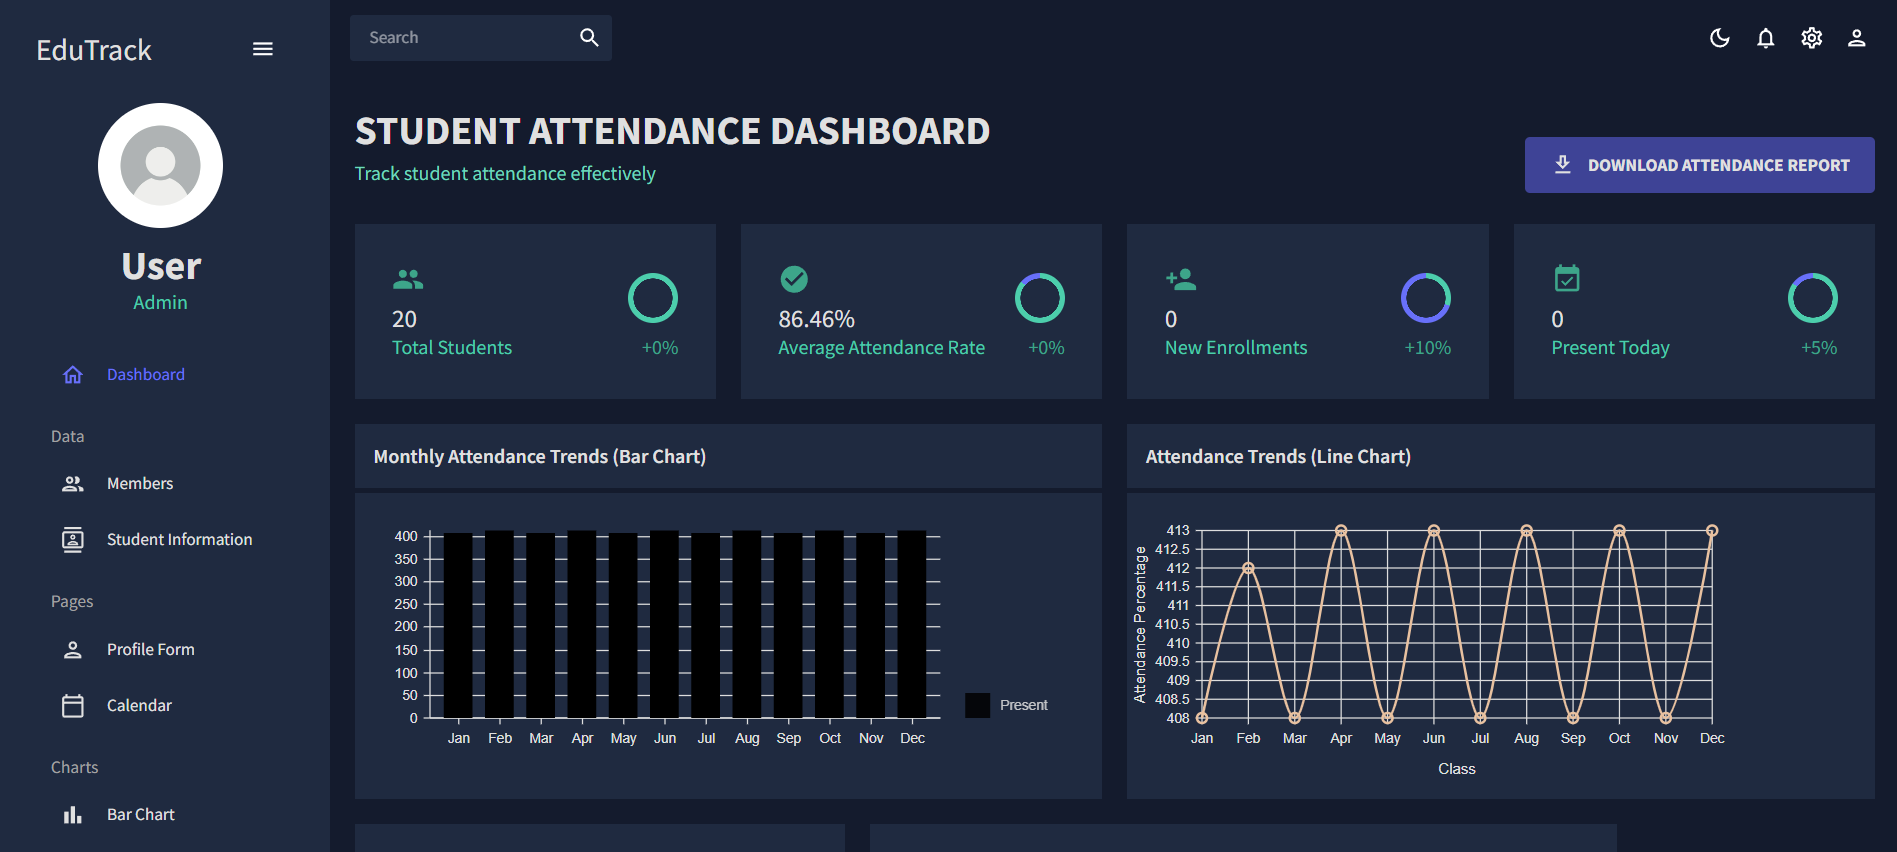 EduTrack
Search
User
Admin
Dashboard
Data
Members
Student Information
Pages
Profile Form
Calendar
Charts
Bar Chart
STUDENT ATTENDANCE DASHBOARD
Track student attendance effectively
DOWNLOAD ATTENDANCE REPORT
20
Total Students
+0%
86.46%
Average Attendance Rate
+0%
0
New Enrollments
+10%
0
Present Today
+5%
Monthly Attendance Trends (Bar Chart)
400
350
300
250
200
150
100
50
0
Jan Feb Mar Apr May Jun Jul Aug Sep Oct Nov Dec
Present
Attendance Trends (Line Chart)
Attendance Percentage
413
412.5
412
411.5
411
410.5
410
409.5
409
408.5
408
Jan Feb Mar Apr May Jun Jul Aug Sep Oct Nov Dec
Class